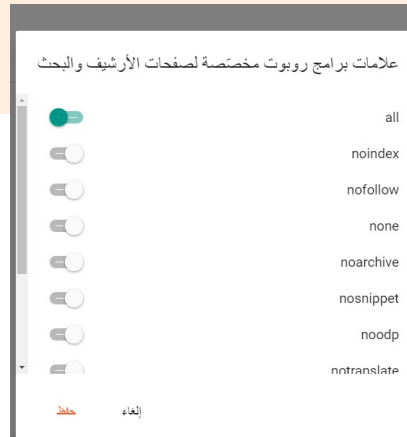 علامات برامج روبوت مخصّصة لصفحات الأرشيف والبحث
all
noindex
nofollow
none
noarchive
nosnippet
noodp
notranslate
إلغاء
حفظ